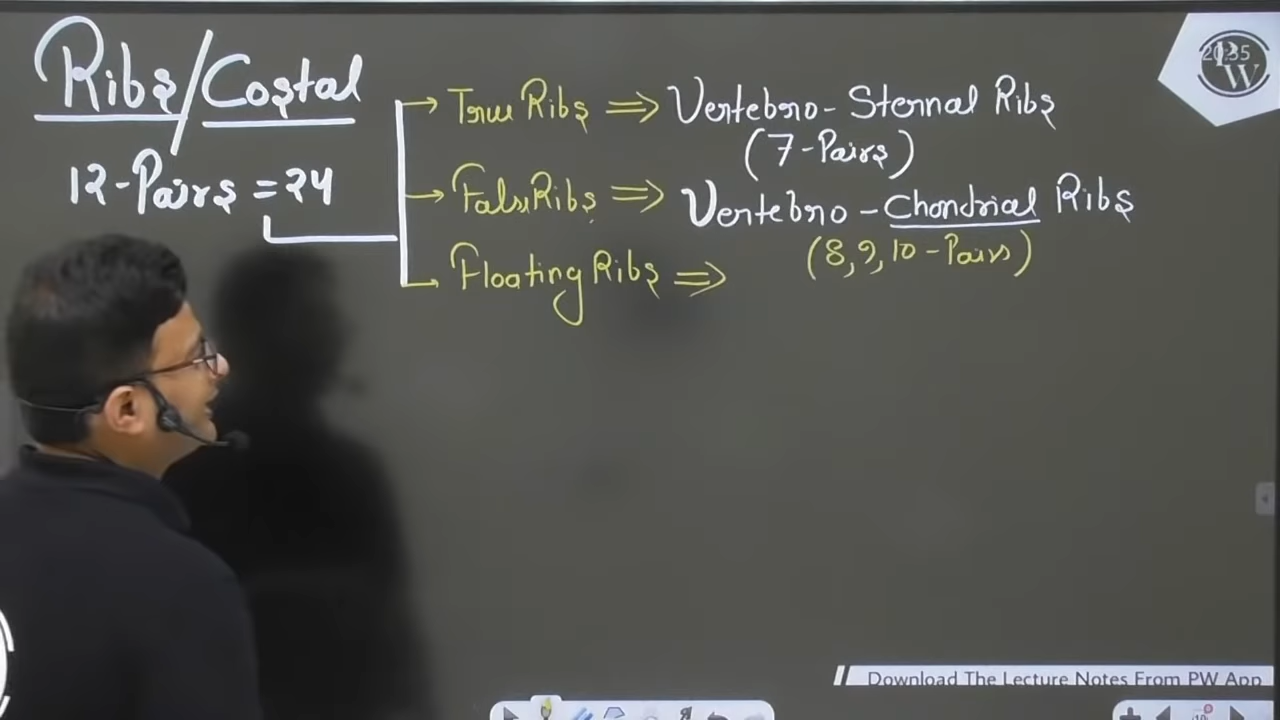 Ribs/Costal
12-Pairs = 24
True Ribs ⇒ Vertebro - Sternal Ribs
(7-Pairs)
False Ribs ⇒ Vertebro - Chondrial Ribs
(8,9,10-Pairs)
Floating Ribs ⇒
PW
Download The Lecture Notes From PW App